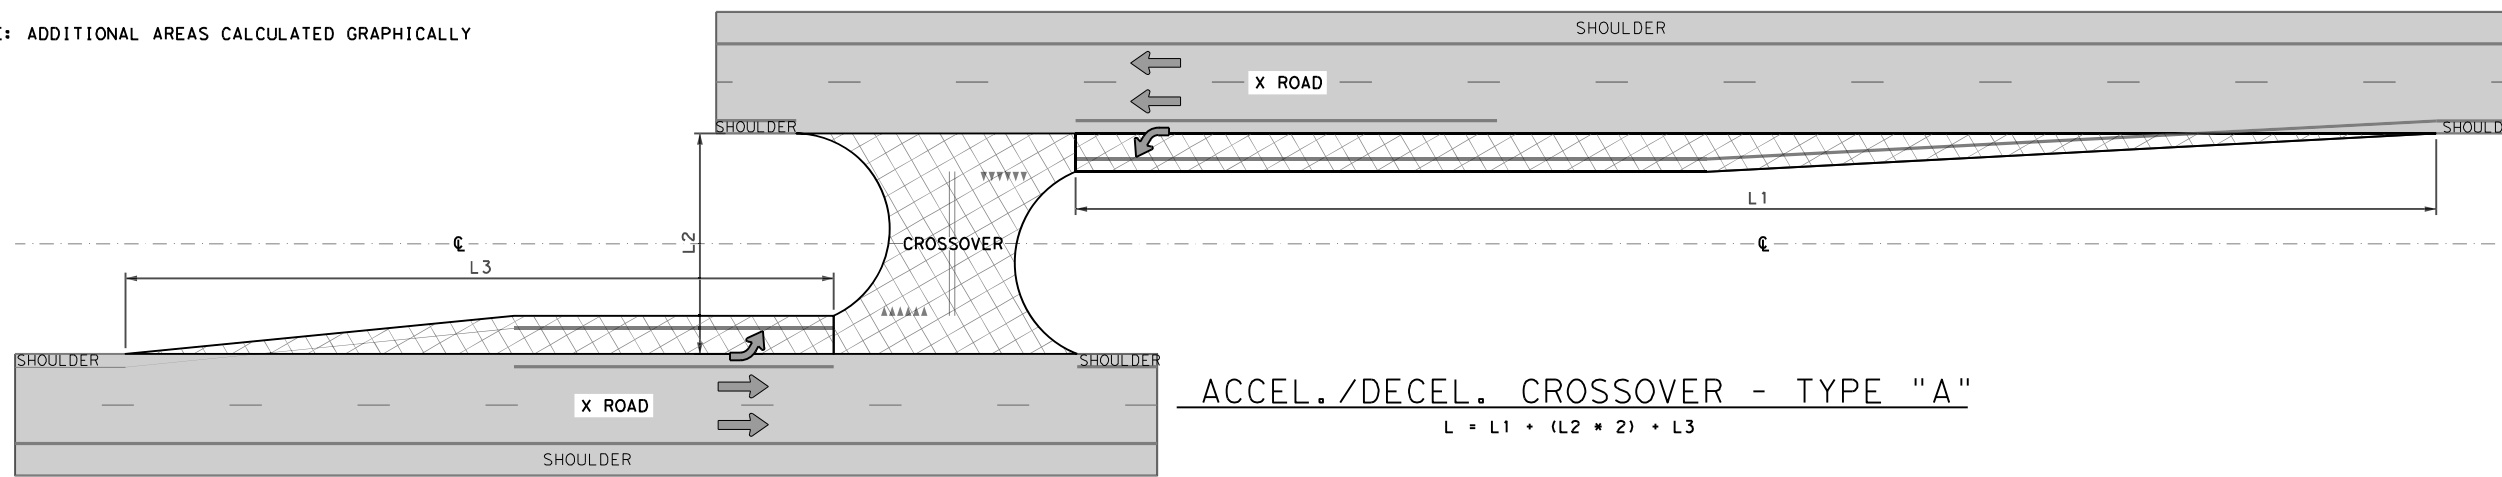 : ADDITIONAL AREAS CALCULATED GRAPHICALLY
SHOULDER
X ROAD
SHOULDER
SHOULD
L1
L2
℄
CROSSOVER
℄
L3
SHOULDER
SHOULDER
X ROAD
SHOULDER
ACCEL./DECEL. CROSSOVER - TYPE "A"
L = L1 + (L2 * 2) + L3